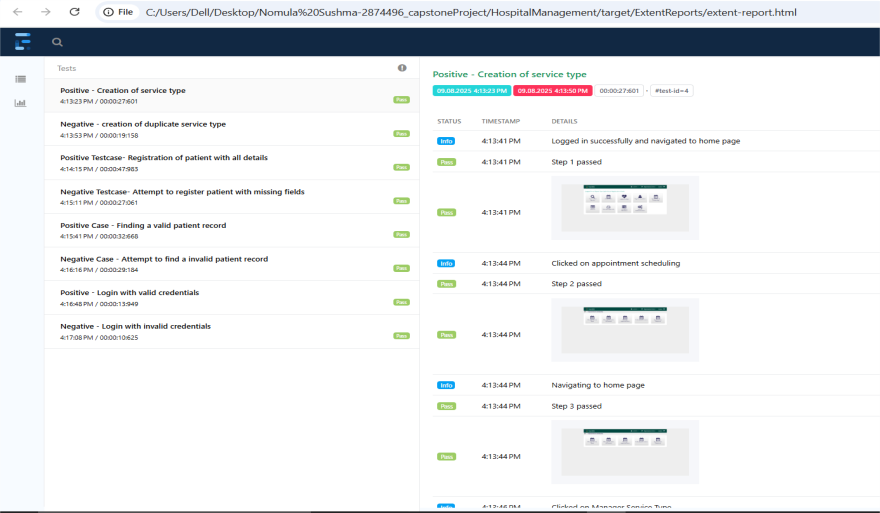 File C:/Users/Dell/Desktop/Nomula%20Sushma-2874496_capstoneProject/HospitalManagement/target/ExtentReports/extent-report.html
Tests
Positive - Creation of service type
4:13:23 PM / 00:00:27:601
Pass
Negative - creation of duplicate service type
4:13:53 PM / 00:00:19:158
Pass
Positive Testcase- Registration of patient with all details
4:14:15 PM / 00:00:47:983
Pass
Negative Testcase- Attempt to register patient with missing fields
4:15:11 PM / 00:00:27:061
Pass
Positive Case - Finding a valid patient record
4:15:41 PM / 00:00:32:668
Pass
Negative Case - Attempt to find a invalid patient record
4:16:16 PM / 00:00:29:184
Pass
Positive - Login with valid credentials
4:16:48 PM / 00:00:13:949
Pass
Negative - Login with invalid credentials
4:17:08 PM / 00:00:10:625
Pass
Positive - Creation of service type
09.08.2025 4:13:23 PM 09.08.2025 4:13:50 PM 00:00:27:601 · #test-id=4
STATUS TIMESTAMP DETAILS
Info 4:13:41 PM Logged in successfully and navigated to home page
Pass 4:13:41 PM Step 1 passed
Pass 4:13:41 PM
Info 4:13:44 PM Clicked on appointment scheduling
Pass 4:13:44 PM Step 2 passed
Pass 4:13:44 PM
Info 4:13:44 PM Navigating to home page
Pass 4:13:44 PM Step 3 passed
Pass 4:13:44 PM
Info 4:13:46 PM Clicked on Manager Service Type